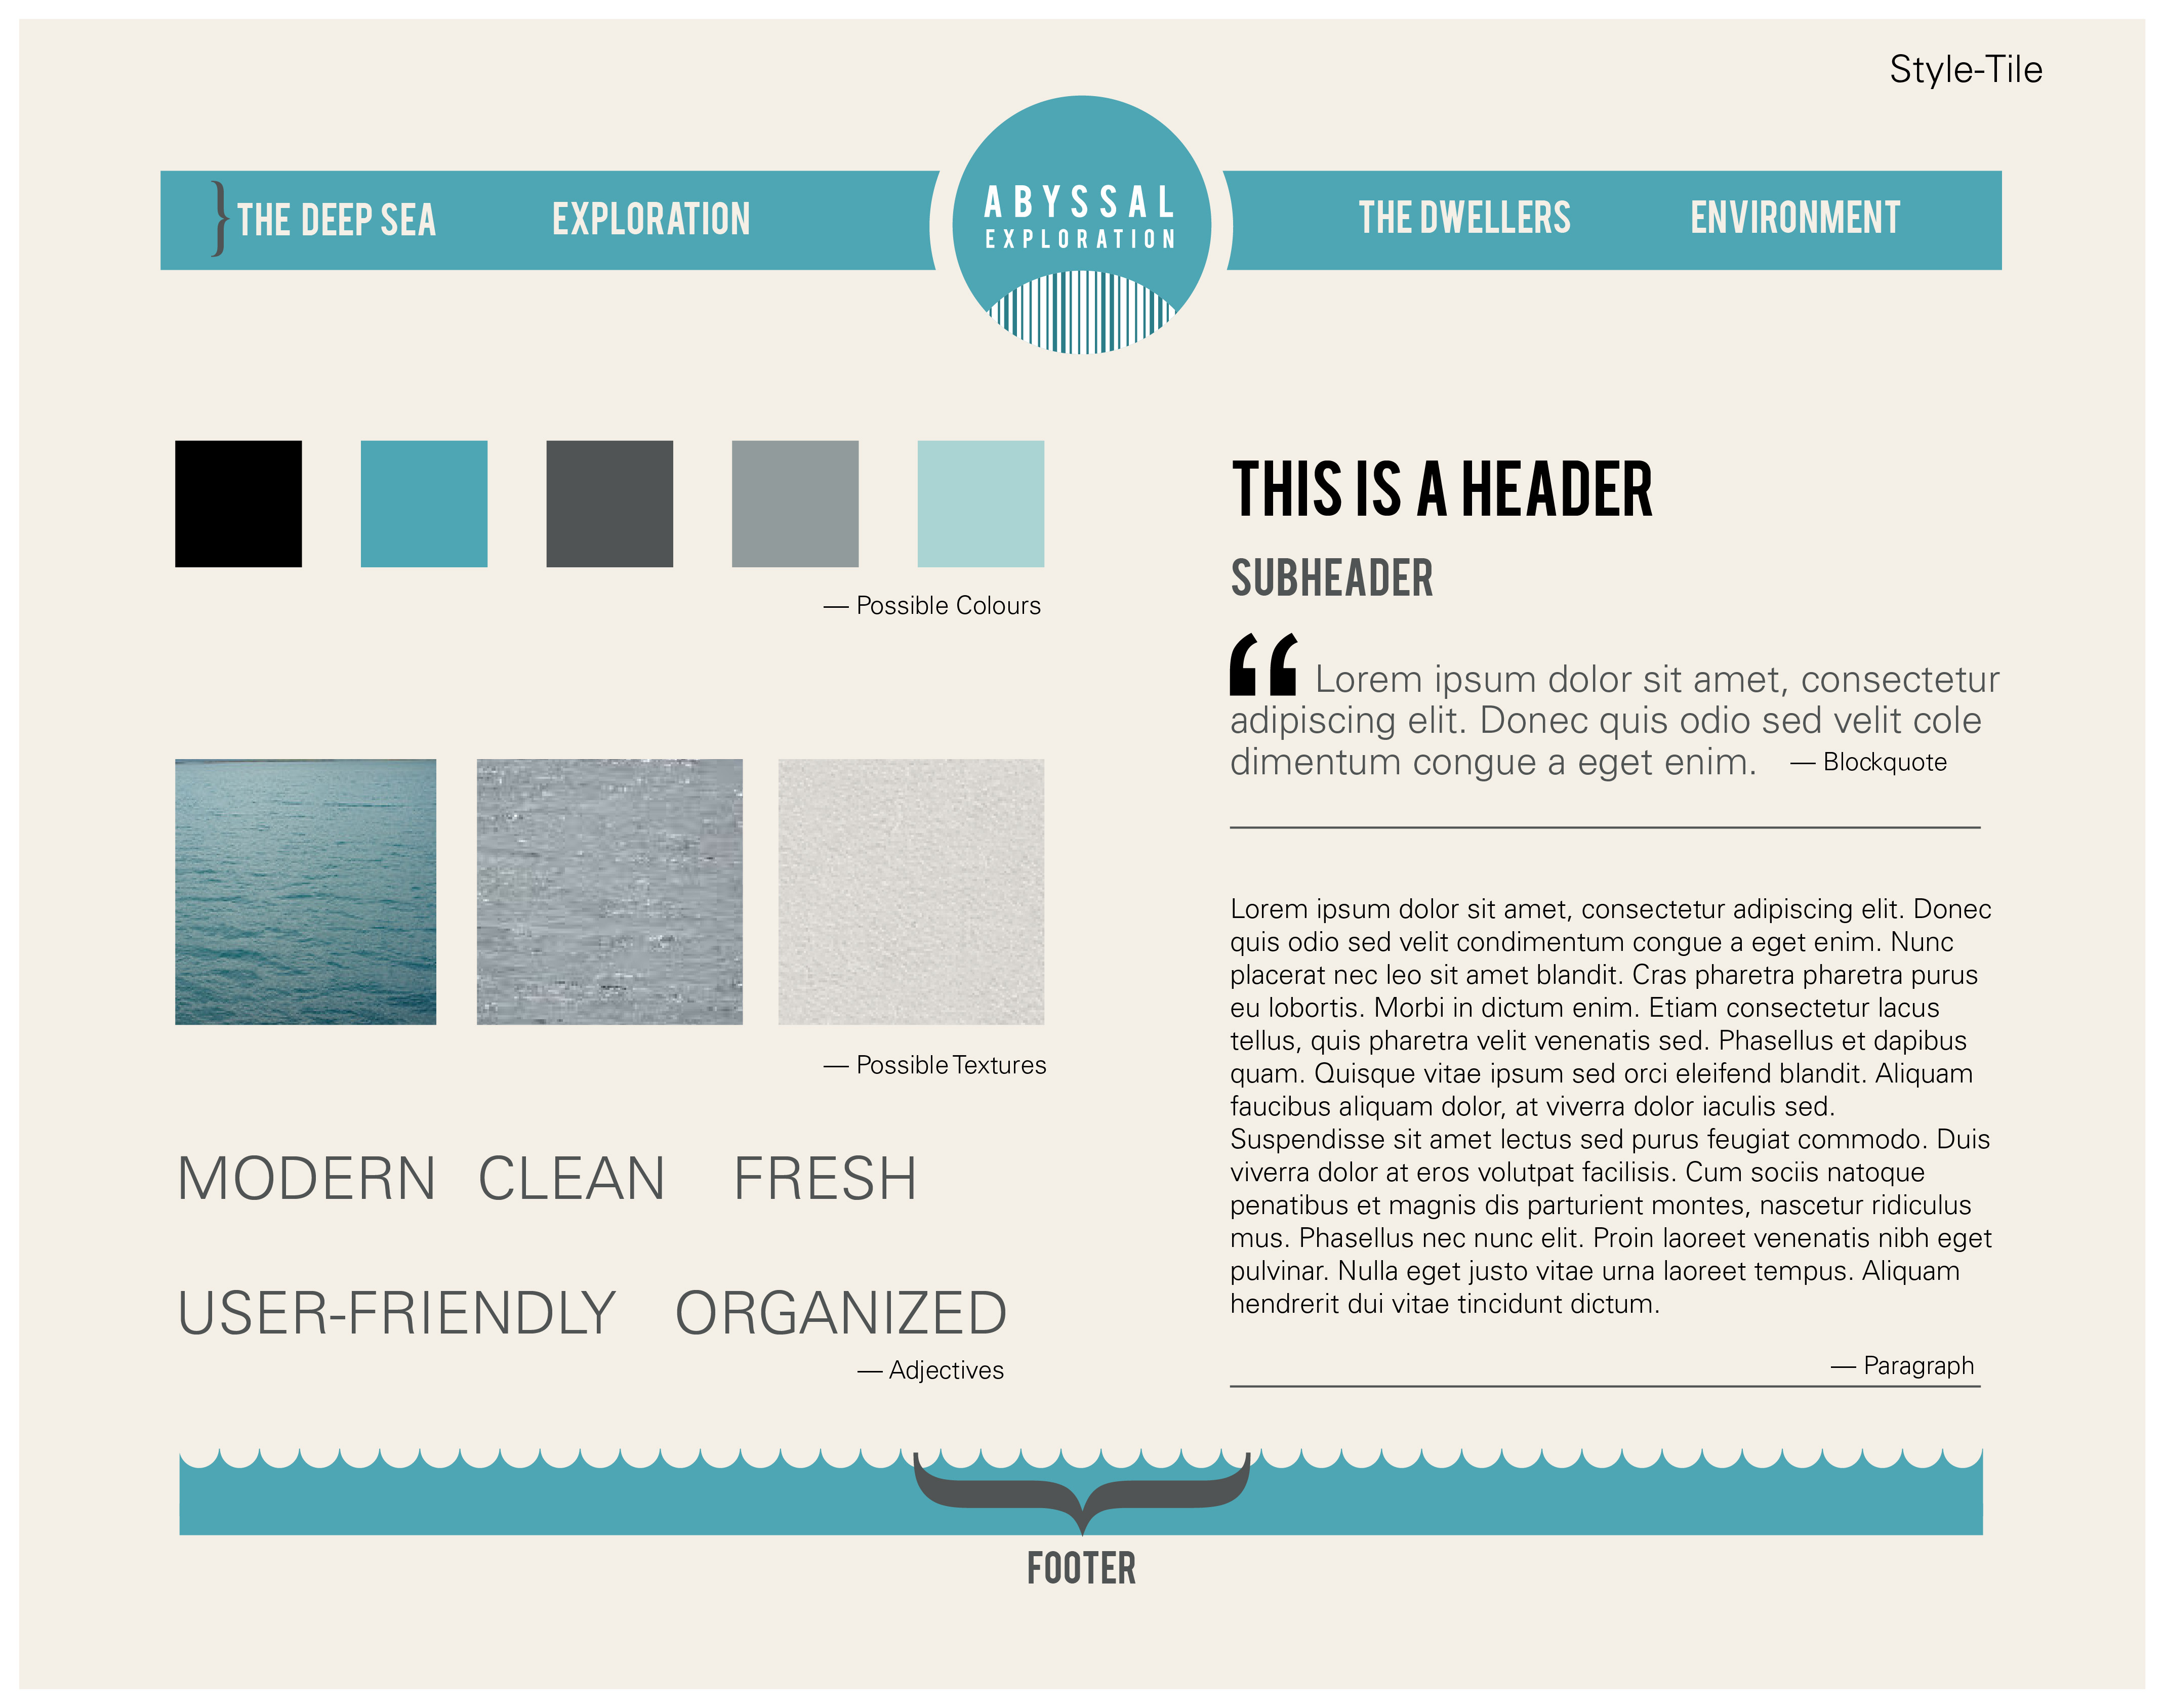 Style-Tile
} THE DEEP SEA
EXPLORATION
ABYSSAL
EXPLORATION
THE DWELLERS
ENVIRONMENT
— Possible Colours
— Possible Textures
MODERN CLEAN FRESH
USER-FRIENDLY ORGANIZED
— Adjectives
THIS IS A HEADER
SUBHEADER
“ Lorem ipsum dolor sit amet, consectetur
adipiscing elit. Donec quis odio sed velit cole
dimentum congue a eget enim. — Blockquote
Lorem ipsum dolor sit amet, consectetur adipiscing elit. Donec
quis odio sed velit condimentum congue a eget enim. Nunc
placerat nec leo sit amet blandit. Cras pharetra pharetra purus
eu lobortis. Morbi in dictum enim. Etiam consectetur lacus
tellus, quis pharetra velit venenatis sed. Phasellus et dapibus
quam. Quisque vitae ipsum sed orci eleifend blandit. Aliquam
faucibus aliquam dolor, at viverra dolor iaculis sed.
Suspendisse sit amet lectus sed purus feugiat commodo. Duis
viverra dolor at eros volutpat facilisis. Cum sociis natoque
penatibus et magnis dis parturient montes, nascetur ridiculus
mus. Phasellus nec nunc elit. Proin laoreet venenatis nibh eget
pulvinar. Nulla eget justo vitae urna laoreet tempus. Aliquam
hendrerit dui vitae tincidunt dictum.
— Paragraph
FOOTER